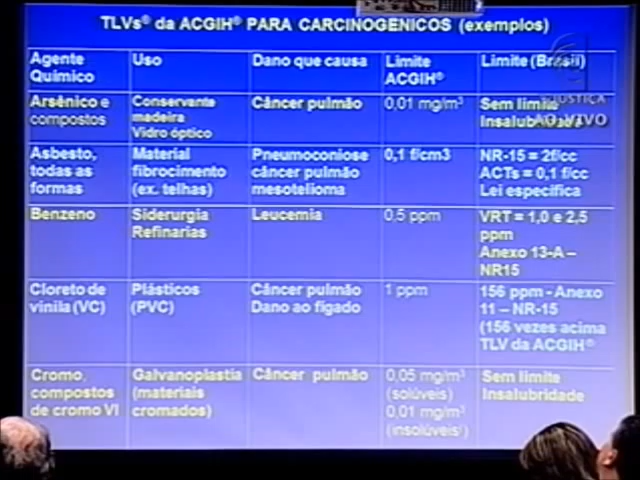 TLVs® da ACGIH® PARA CARCINOGENICOS (exemplos)
Agente Químico
Uso
Dano que causa
Limite ACGIH®
Limite (Brasil)
Arsênico e compostos
Conservante madeira Vidro óptico
Câncer pulmão
0,01 mg/m³
Sem limite Insalubridade
Asbesto, todas as formas
Material fibrocimento (ex. telhas)
Pneumoconiose câncer pulmão mesotelioma
0,1 f/cm3
NR-15 = 2f/cc ACTs = 0,1 f/cc Lei específica
Benzeno
Siderurgia Refinarias
Leucemia
0,5 ppm
VRT = 1,0 e 2,5 ppm Anexo 13-A – NR15
Cloreto de vinila (VC)
Plásticos (PVC)
Câncer pulmão Dano ao fígado
1 ppm
156 ppm - Anexo 11 – NR-15 (156 vezes acima TLV da ACGIH®
Cromo, compostos de cromo VI
Galvanoplastia (materiais cromados)
Câncer pulmão
0,05 mg/m³ (solúveis) 0,01 mg/m³ (insolúveis)
Sem limite Insalubridade
JUSTIÇA
AO VIVO